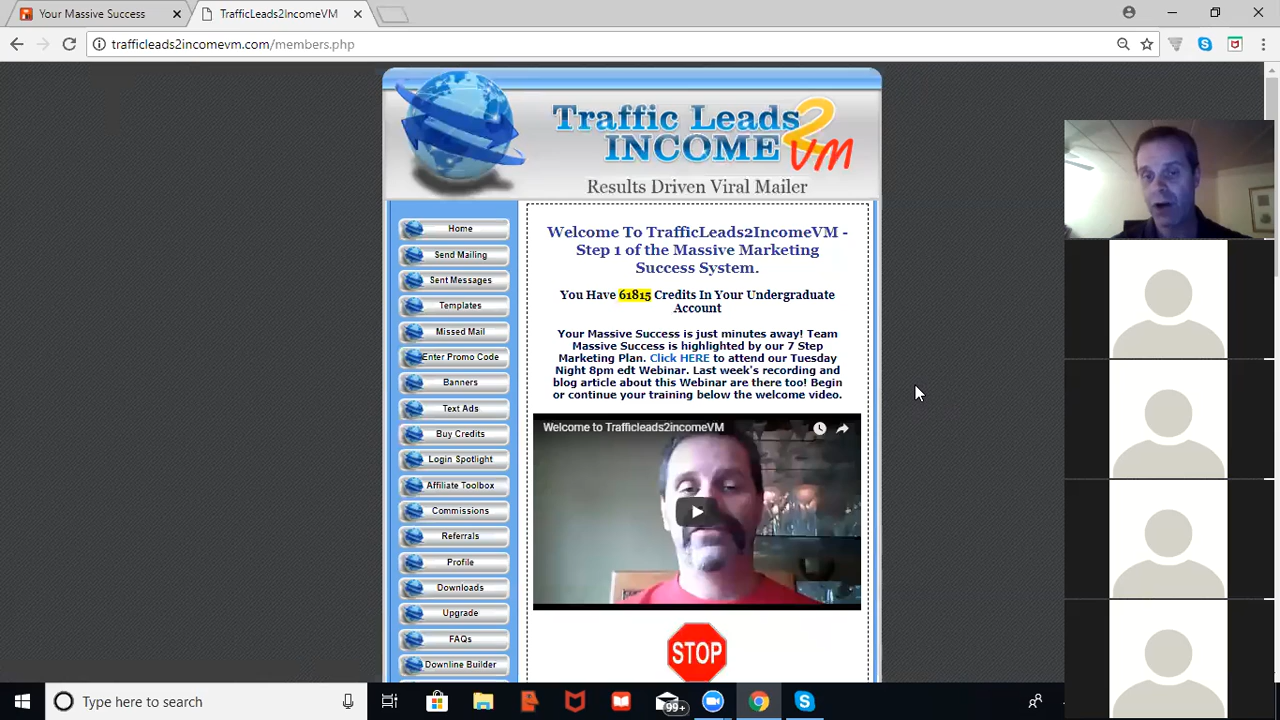 Your Massive Success
TrafficLeads2IncomeVM
trafficleads2incomevm.com/members.php
Traffic Leads 2
INCOME VM
Results Driven Viral Mailer
Home
Send Mailing
Sent Messages
Templates
Missed Mail
Enter Promo Code
Banners
Text Ads
Buy Credits
Login Spotlight
Affiliate Toolbox
Commissions
Referrals
Profile
Downloads
Upgrade
FAQs
Downline Builder
Welcome To TrafficLeads2IncomeVM -
Step 1 of the Massive Marketing
Success System.
You Have 61815 Credits In Your Undergraduate
Account
Your Massive Success is just minutes away! Team
Massive Success is highlighted by our 7 Step
Marketing Plan. Click HERE to attend our Tuesday
Night 8pm edt Webinar. Last week's recording and
blog article about this Webinar are there too! Begin
or continue your training below the welcome video.
Welcome to Trafficleads2incomeVM
STOP
Type here to search
99+